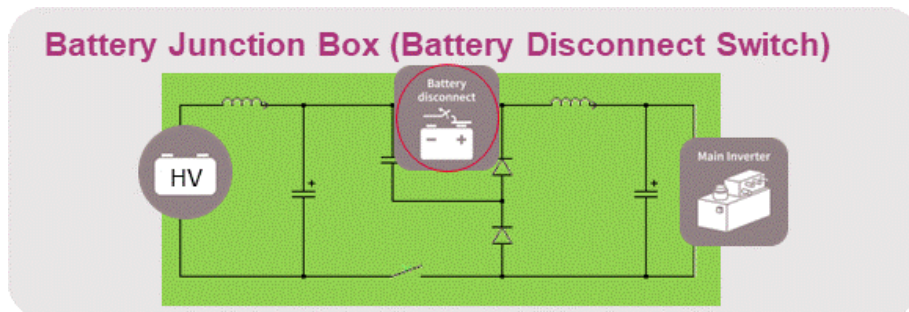 Battery Junction Box (Battery Disconnect Switch)
Battery
disconnect
HV
Main Inverter